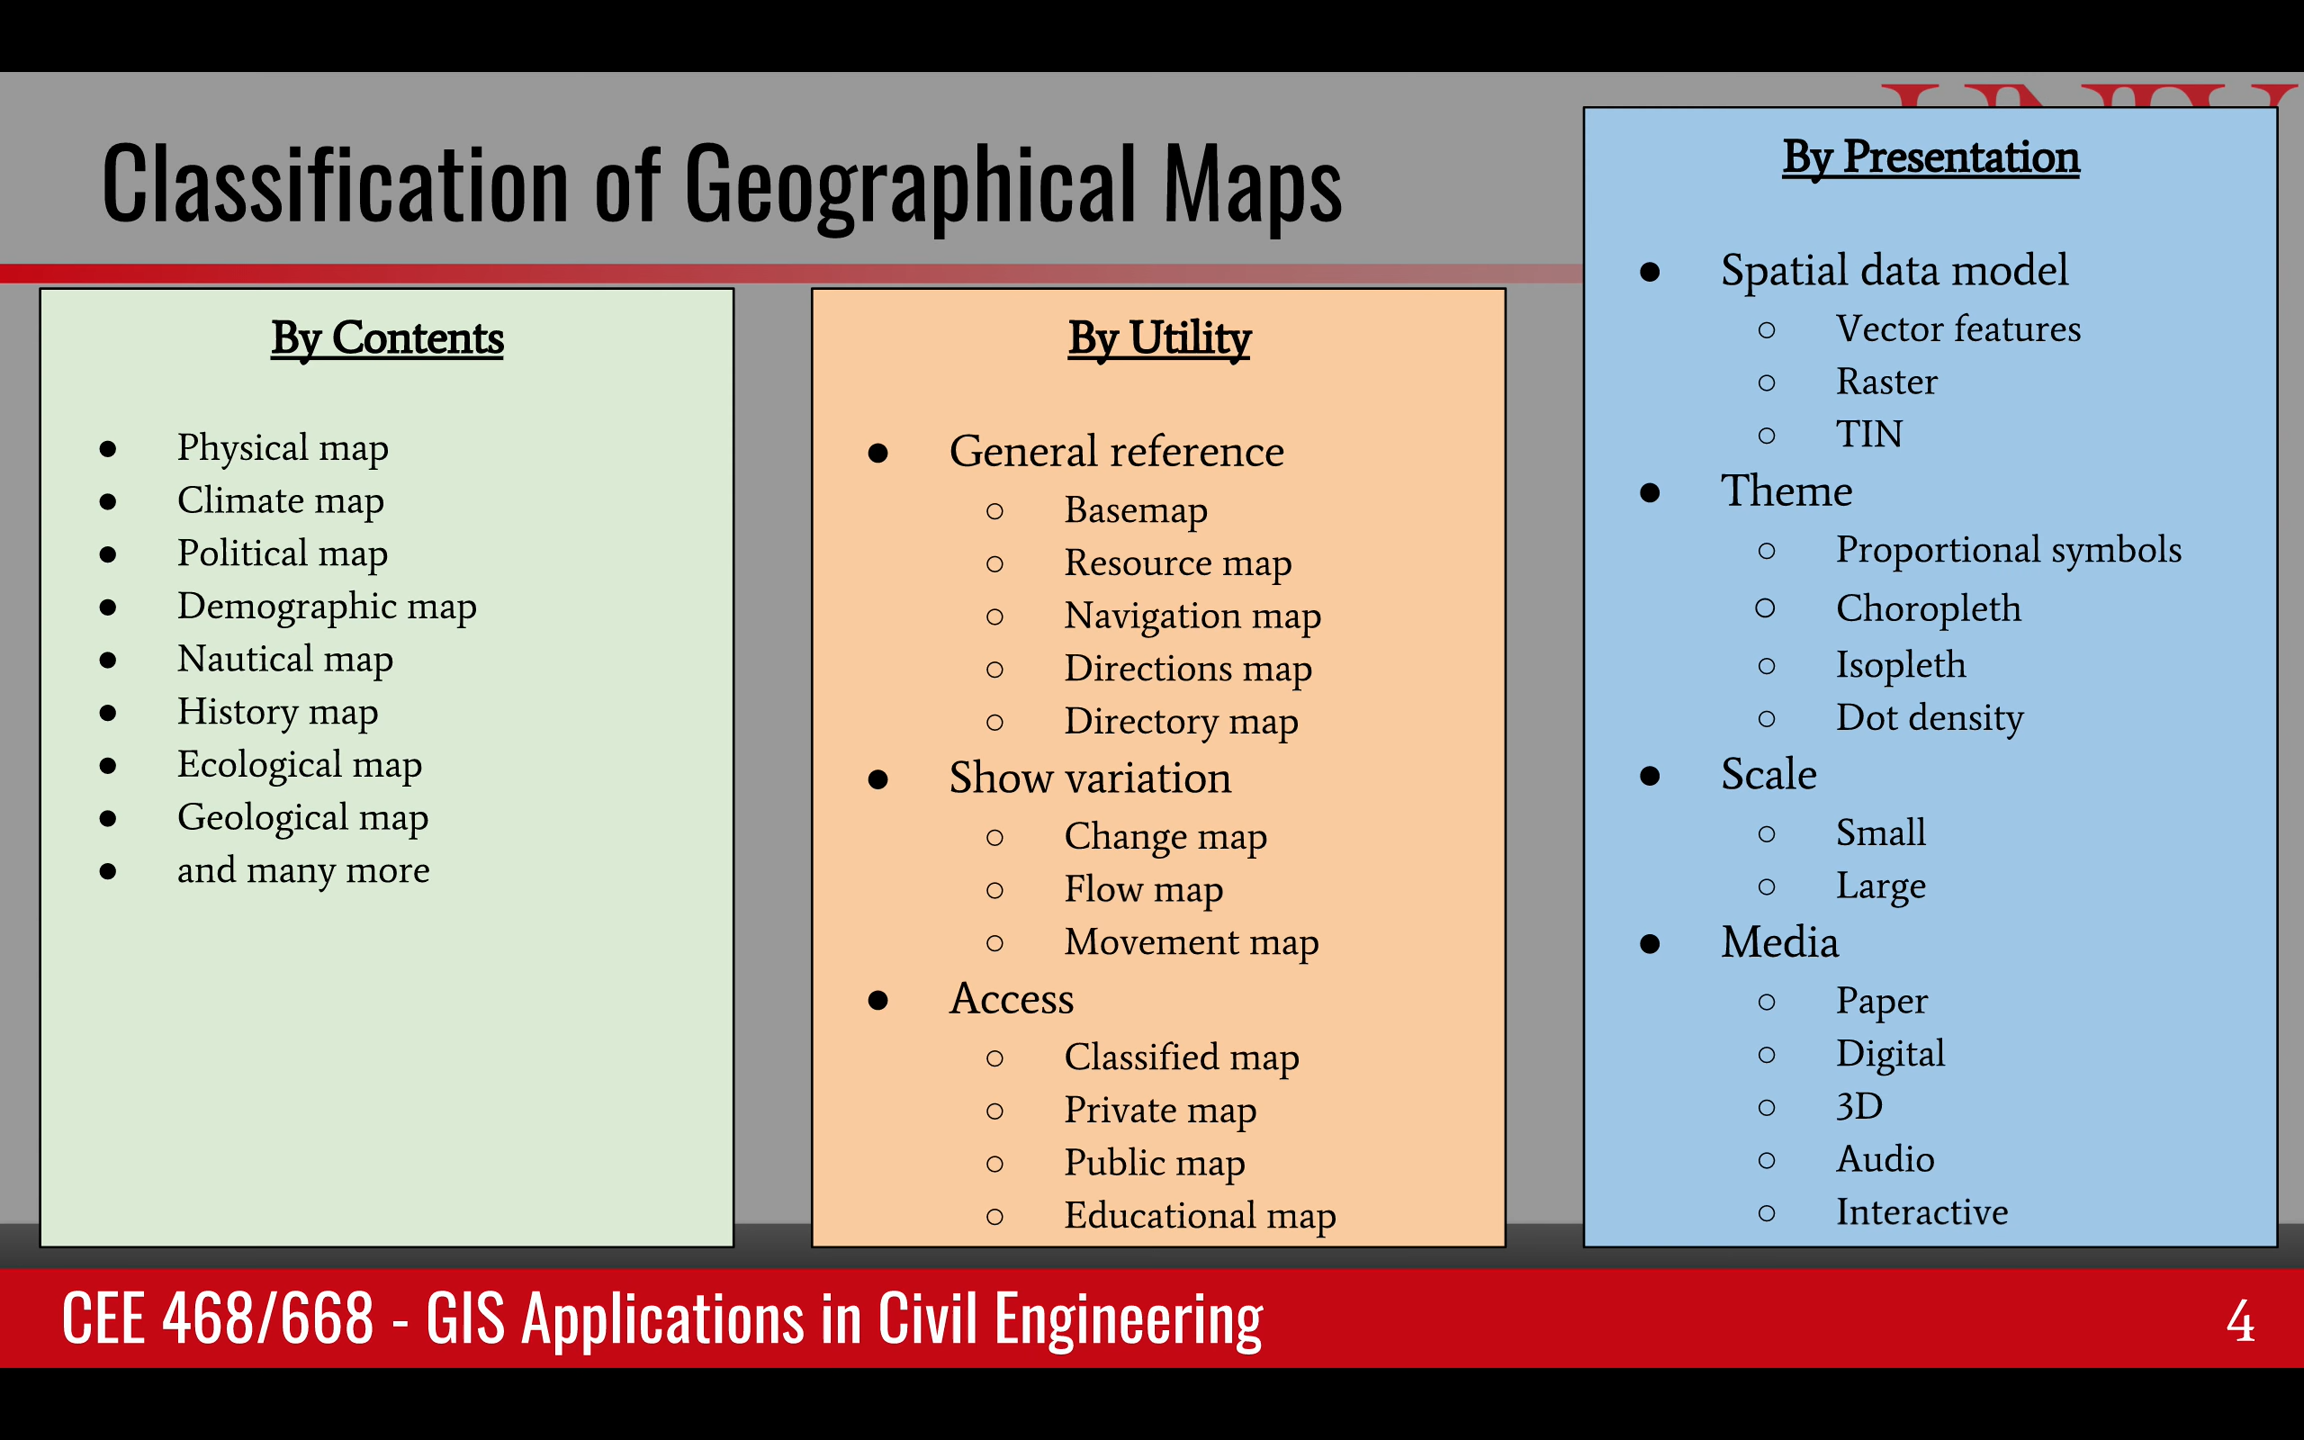 Classification of Geographical Maps
By Contents
● Physical map
● Climate map
● Political map
● Demographic map
● Nautical map
● History map
● Ecological map
● Geological map
● and many more
By Utility
● General reference
○ Basemap
○ Resource map
○ Navigation map
○ Directions map
○ Directory map
● Show variation
○ Change map
○ Flow map
○ Movement map
● Access
○ Classified map
○ Private map
○ Public map
○ Educational map
By Presentation
● Spatial data model
○ Vector features
○ Raster
○ TIN
● Theme
○ Proportional symbols
○ Choropleth
○ Isopleth
○ Dot density
● Scale
○ Small
○ Large
● Media
○ Paper
○ Digital
○ 3D
○ Audio
○ Interactive
CEE 468/668 - GIS Applications in Civil Engineering
4